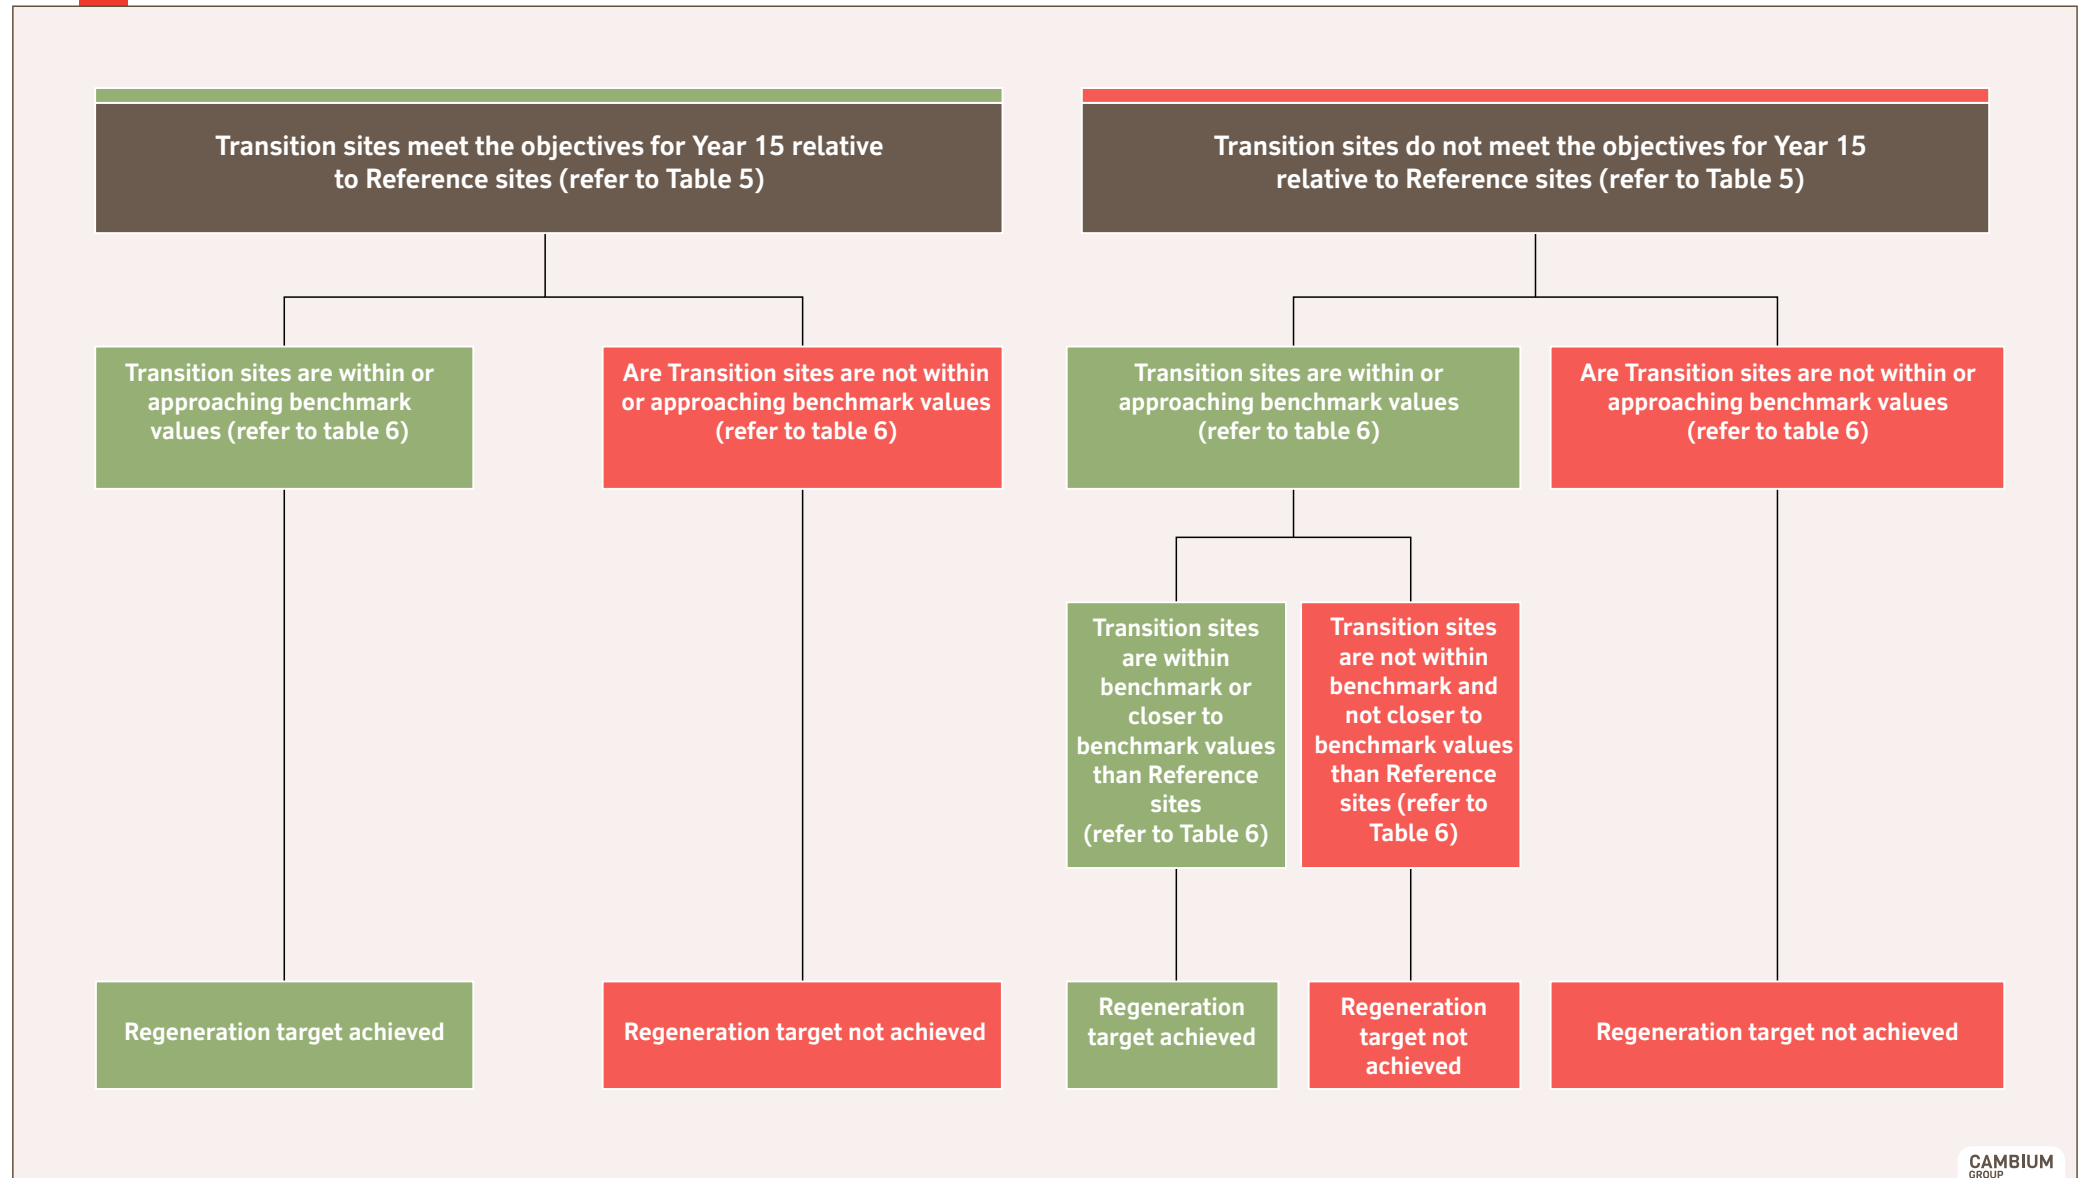 Transition sites meet the objectives for Year 15 relative
to Reference sites (refer to Table 5)
Transition sites do not meet the objectives for Year 15
relative to Reference sites (refer to Table 5)
Transition sites are within or
approaching benchmark
values (refer to table 6)
Are Transition sites are not within
or approaching benchmark values
(refer to table 6)
Transition sites are within or
approaching benchmark values
(refer to table 6)
Are Transition sites are not within or
approaching benchmark values
(refer to table 6)
Transition sites
are within
benchmark or
closer to
benchmark values
than Reference
sites
(refer to Table 6)
Transition sites
are not within
benchmark and
not closer to
benchmark values
than Reference
sites (refer to
Table 6)
Regeneration target achieved
Regeneration target not achieved
Regeneration
target achieved
Regeneration
target not
achieved
Regeneration target not achieved
CAMBIUM
GROUP